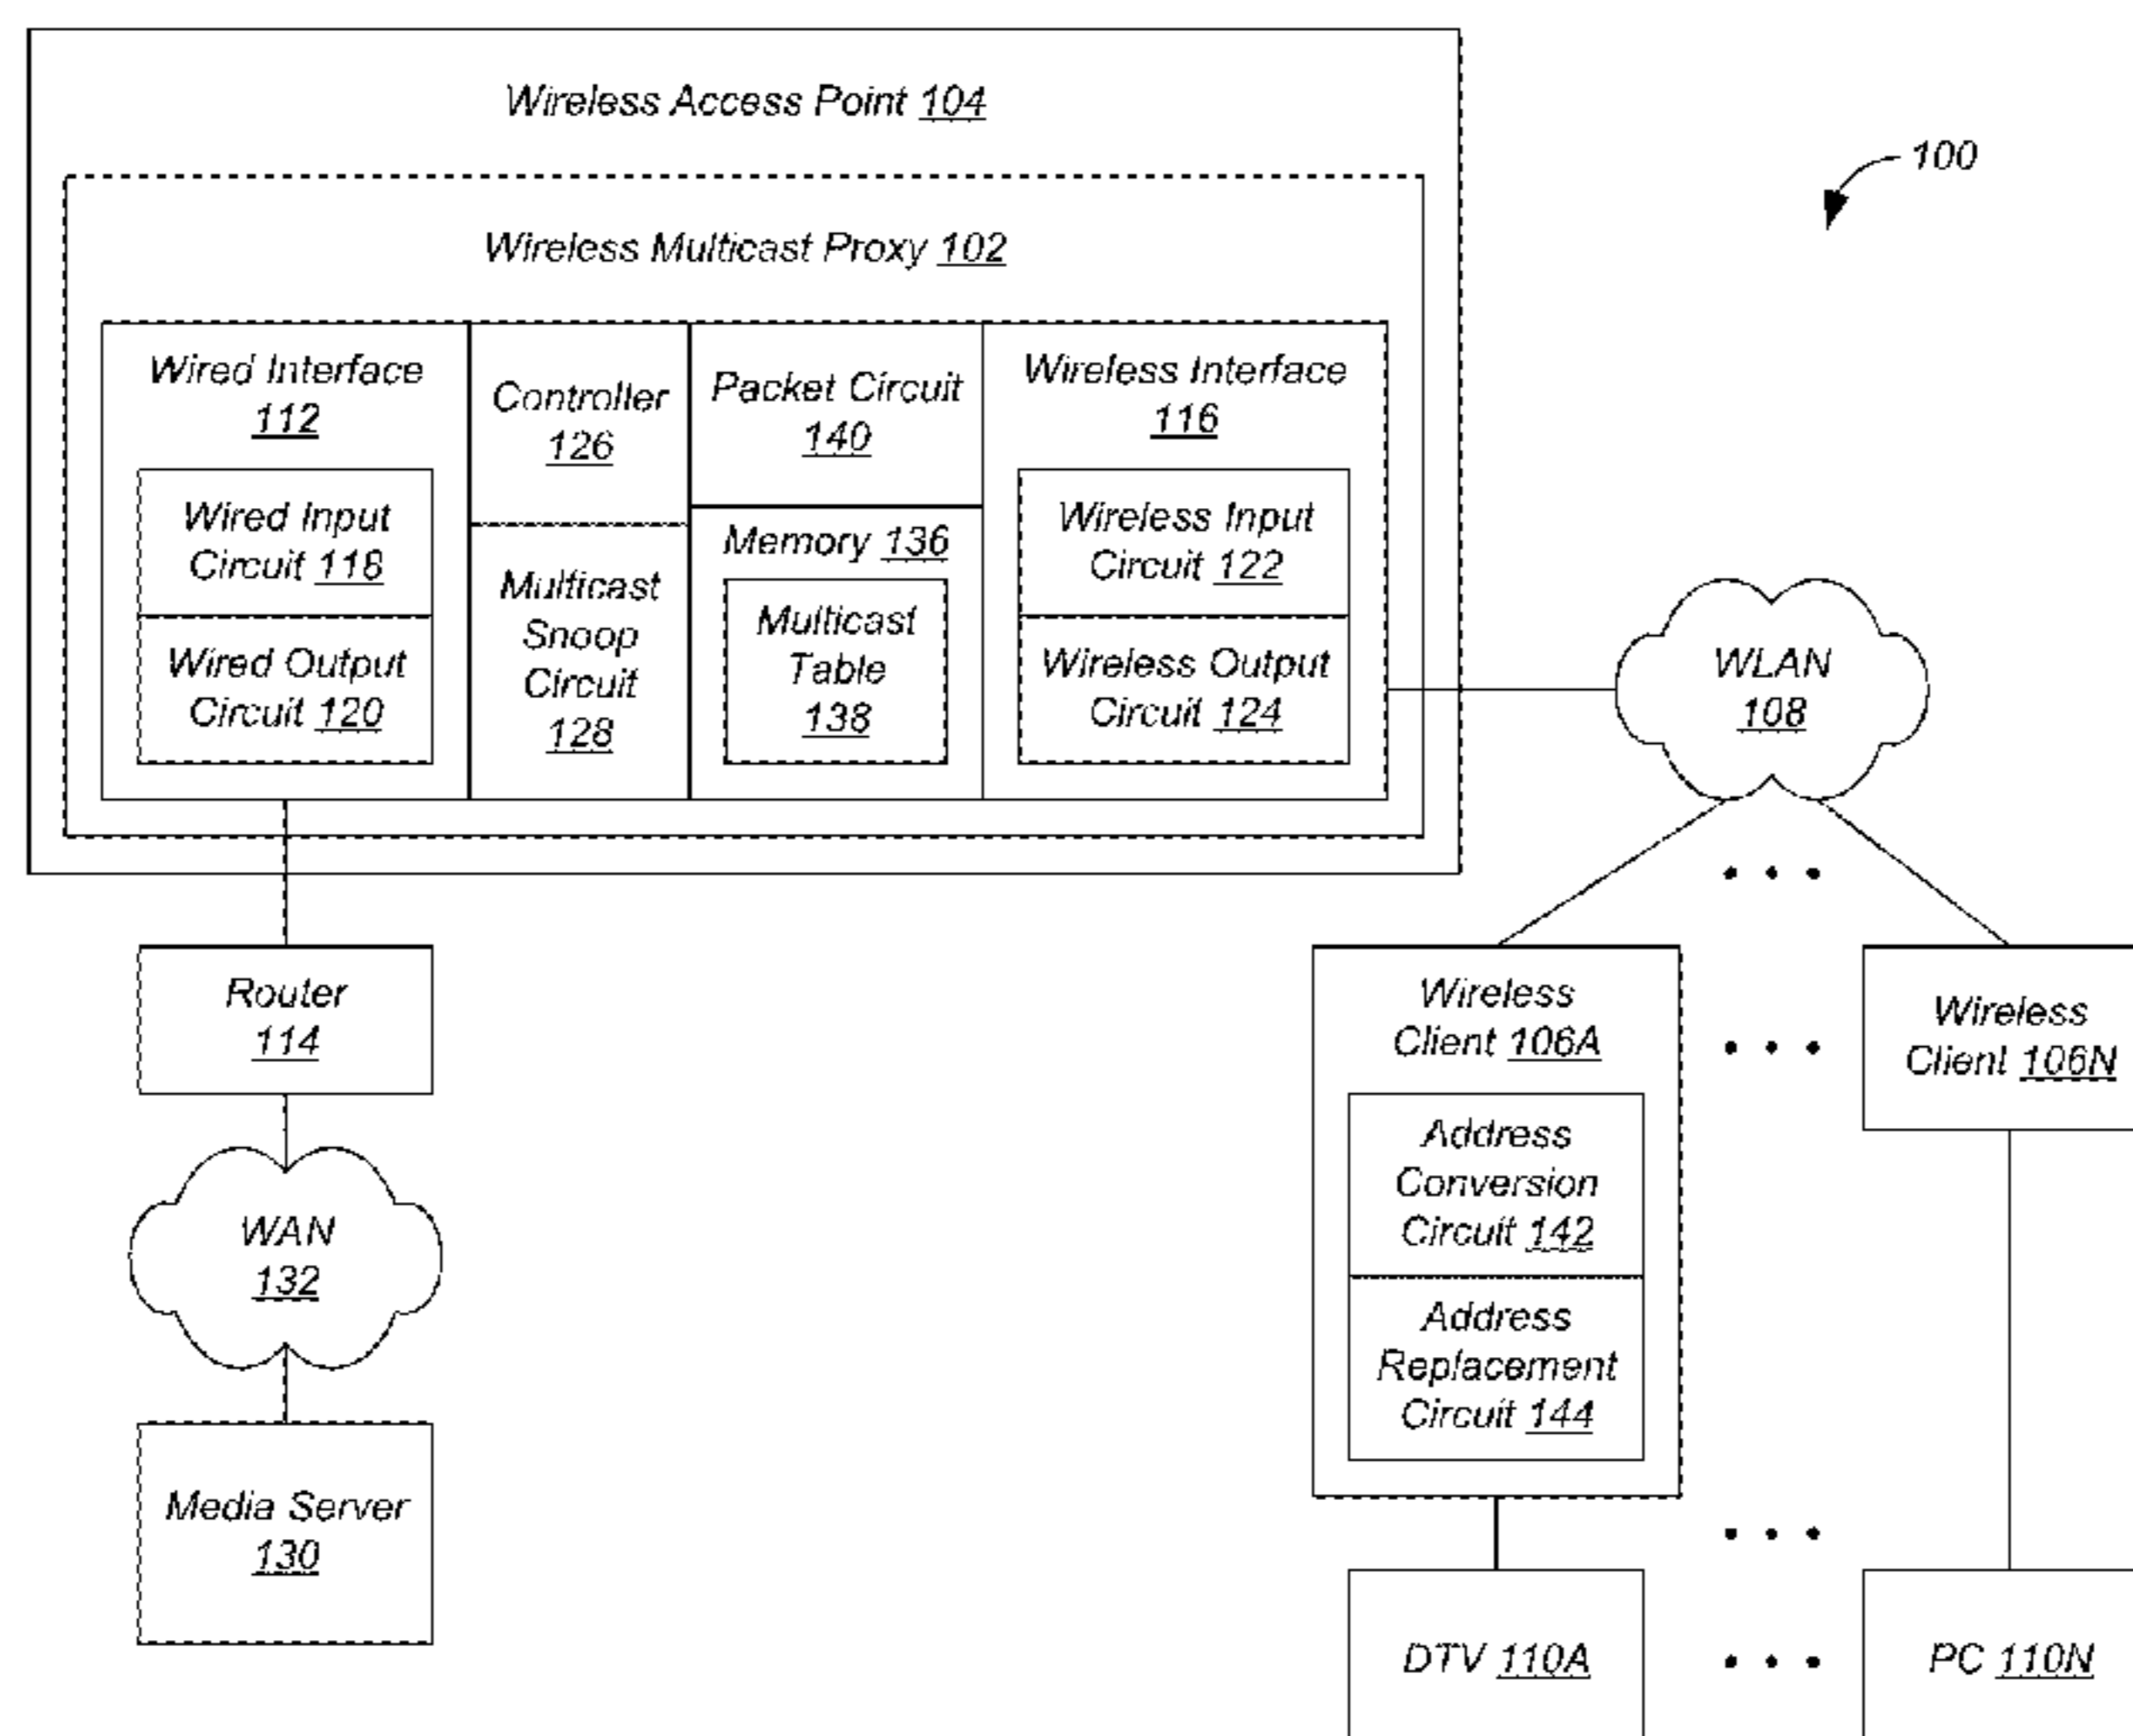 Wireless Access Point 104
100
Wireless Multicast Proxy 102
Wired Interface
112
Wired Input
Circuit 118
Wired Output
Circuit 120
Controller
126
Multicast
Snoop
Circuit
128
Packet Circuit
140
Memory 136
Multicast
Table
138
Wireless Interface
116
Wireless Input
Circuit 122
Wireless Output
Circuit 124
WLAN
108
Router
114
WAN
132
Media Server
130
Wireless
Client 106A
Address
Conversion
Circuit 142
Address
Replacement
Circuit 144
Wireless
Client 106N
DTV 110A
PC 110N